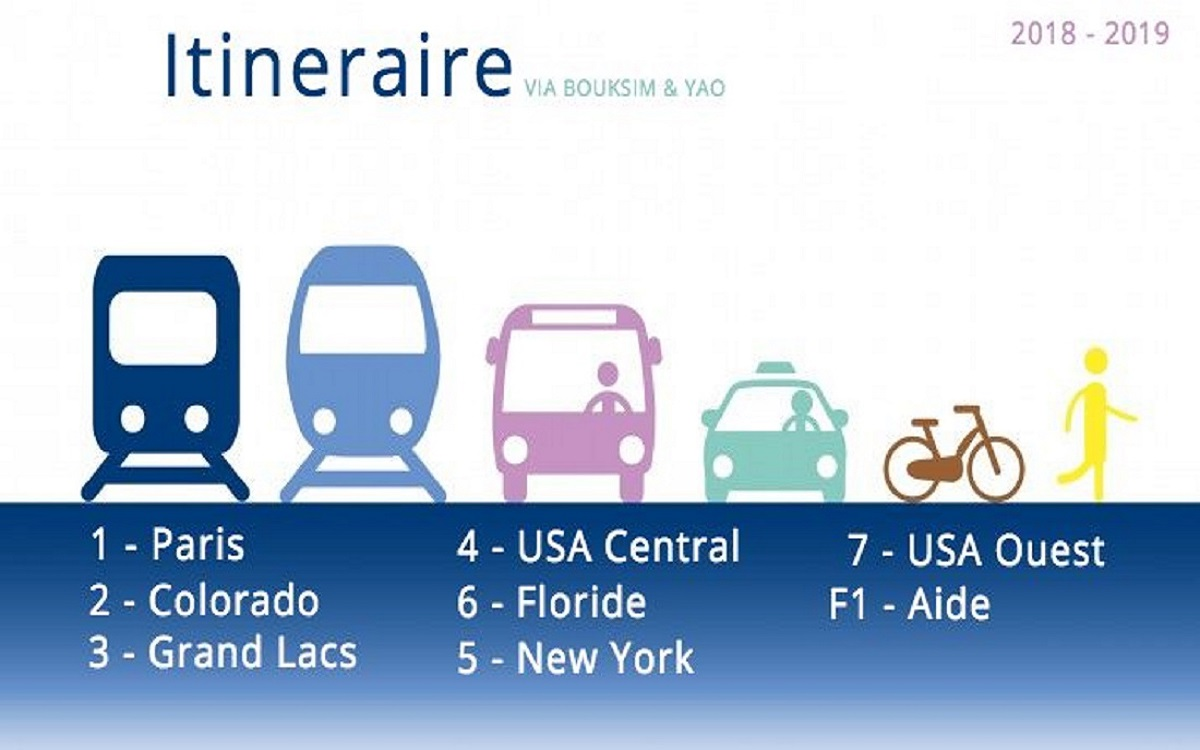 Itineraire VIA BOUKSIM & YAO
2018 - 2019
1 - Paris
2 - Colorado
3 - Grand Lacs
4 - USA Central
6 - Floride
5 - New York
7 - USA Ouest
F1 - Aide